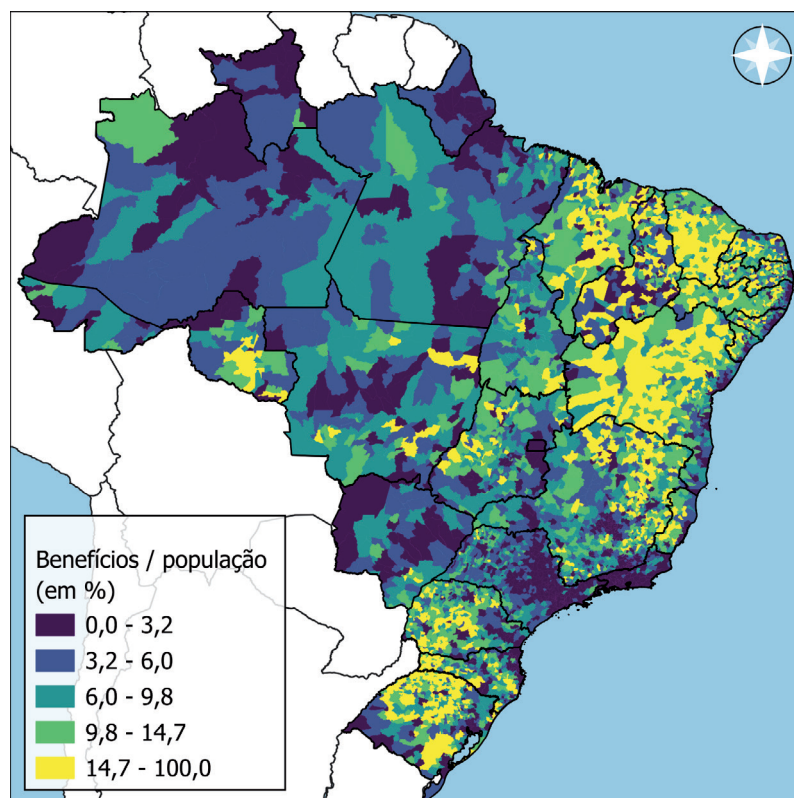 Benefícios / população
(em %)
0,0 - 3,2
3,2 - 6,0
6,0 - 9,8
9,8 - 14,7
14,7 - 100,0